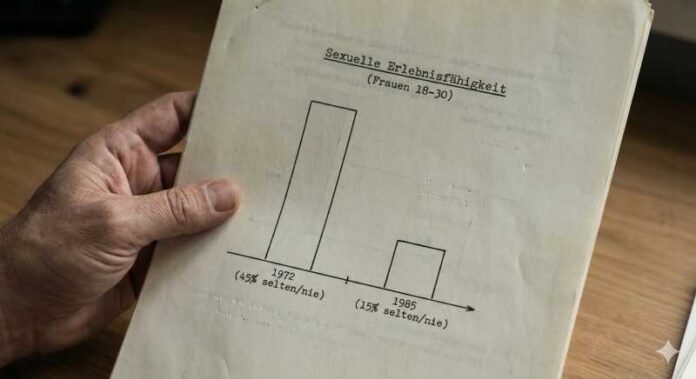 Sexuelle Erlebnisfähigkeit
(Frauen 18-30)
1972
(45% selten/nie)
1985
(15% selten/nie)